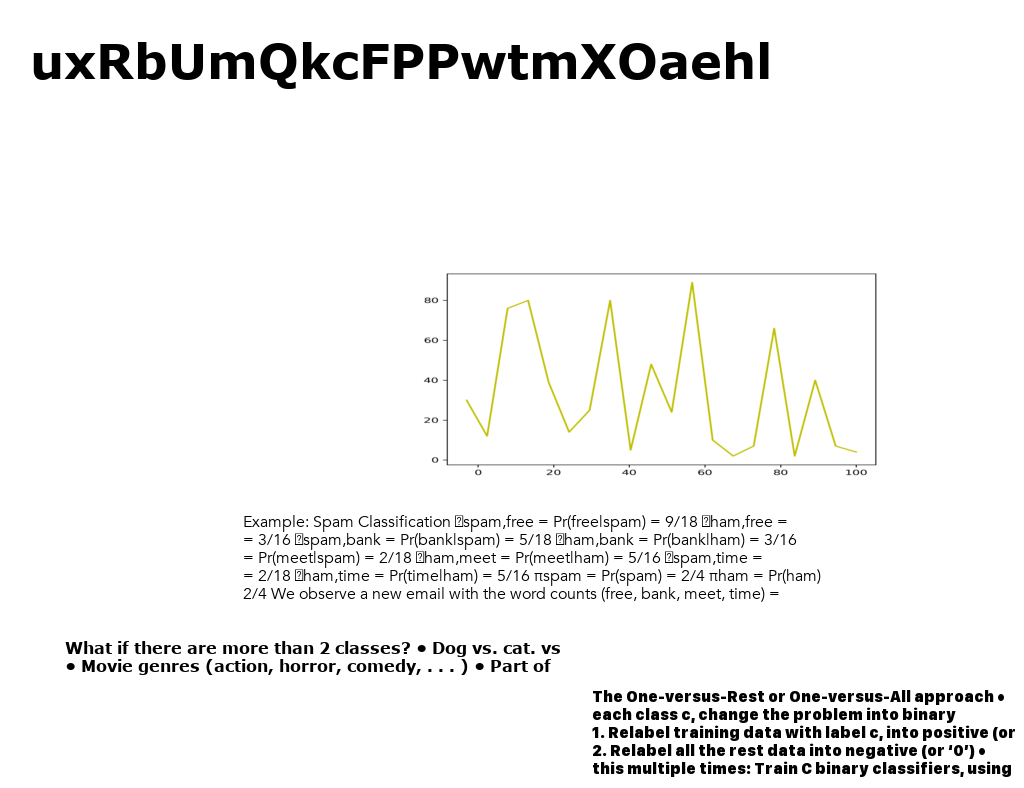 uxRbUmQkcFPPwtmXOaehl
80
60
40
20
0
0 20 40 60 80 100
Example: Spam Classification �spam,free = Pr(free|spam) = 9/18 �ham,free =
= 3/16 �spam,bank = Pr(bank|spam) = 5/18 �ham,bank = Pr(bank|ham) = 3/16
= Pr(meet|spam) = 2/18 �ham,meet = Pr(meet|ham) = 5/16 �spam,time =
= 2/18 �ham,time = Pr(time|ham) = 5/16 πspam = Pr(spam) = 2/4 πham = Pr(ham)
2/4 We observe a new email with the word counts (free, bank, meet, time) =
What if there are more than 2 classes? • Dog vs. cat. vs
• Movie genres (action, horror, comedy, . . . ) • Part of
The One-versus-Rest or One-versus-All approach •
each class c, change the problem into binary
1. Relabel training data with label c, into positive (or
2. Relabel all the rest data into negative (or ‘0’) •
this multiple times: Train C binary classifiers, using